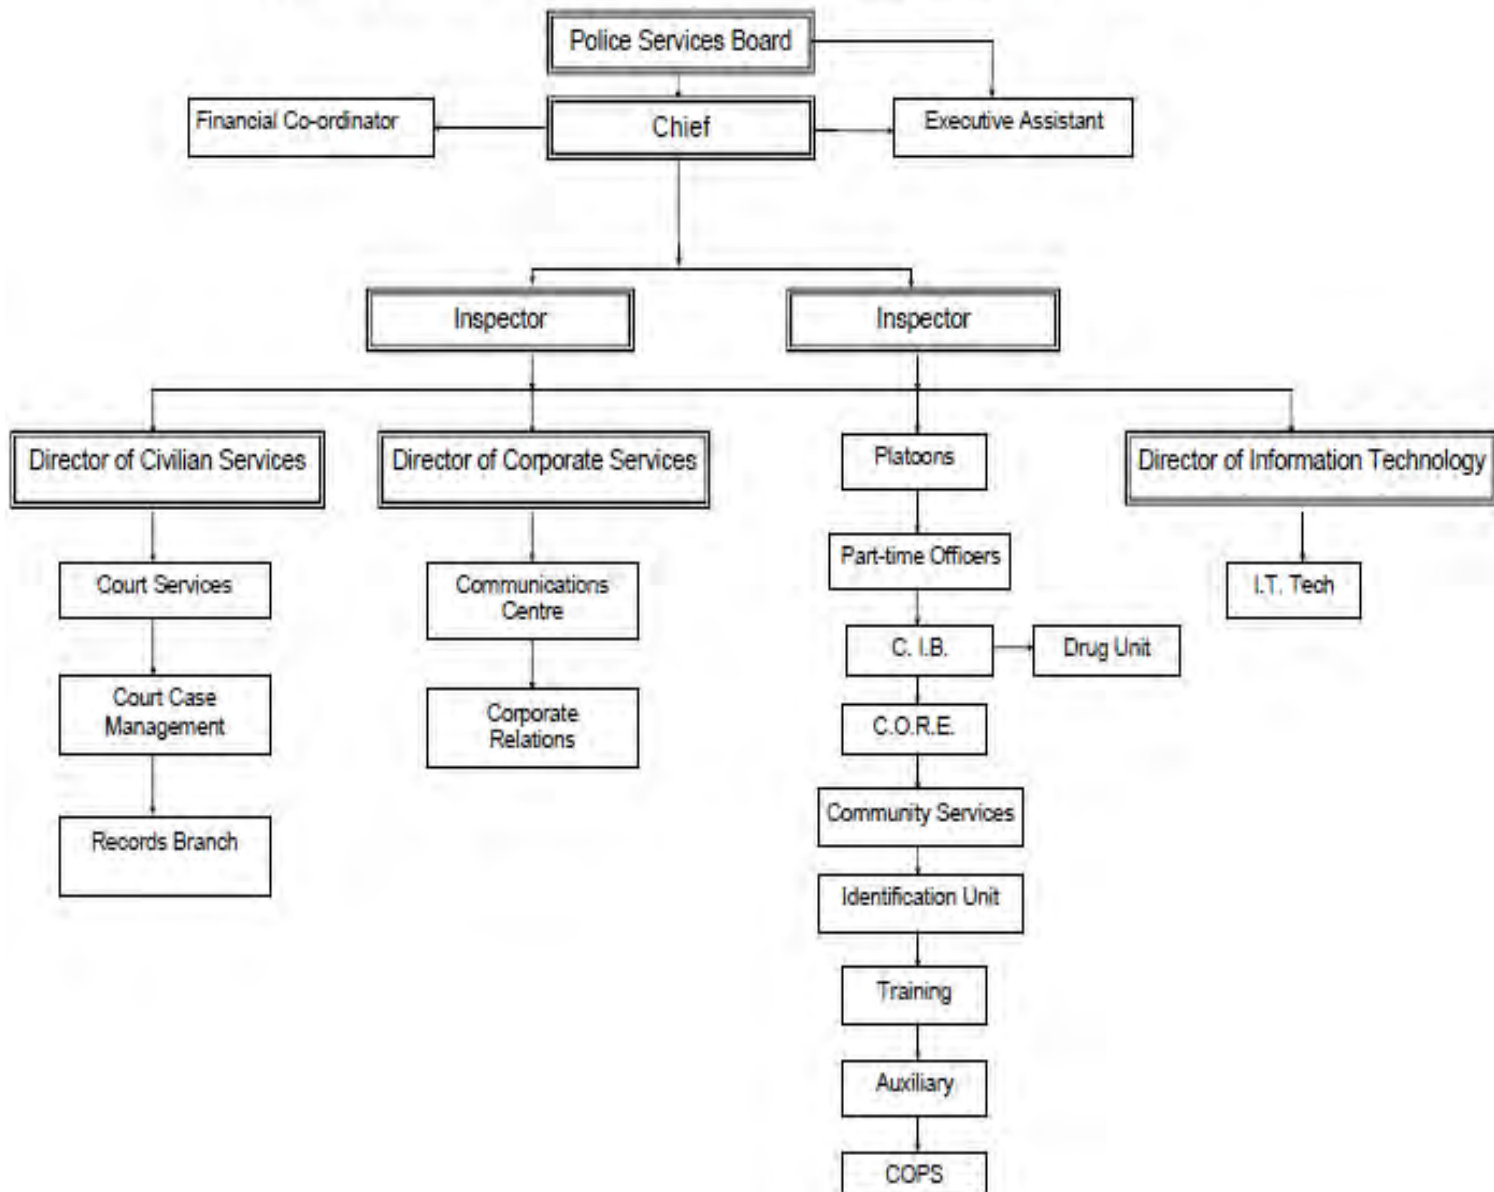 Police Services Board
Financial Co-ordinator
Chief
Executive Assistant
Inspector
Inspector
Director of Civilian Services
Director of Corporate Services
Platoons
Director of Information Technology
Part-time Officers
Court Services
Communications
Centre
I.T. Tech
C. I.B.
Drug Unit
Court Case
Management
Corporate
Relations
C.O.R.E.
Community Services
Records Branch
Identification Unit
Training
Auxiliary
COPS